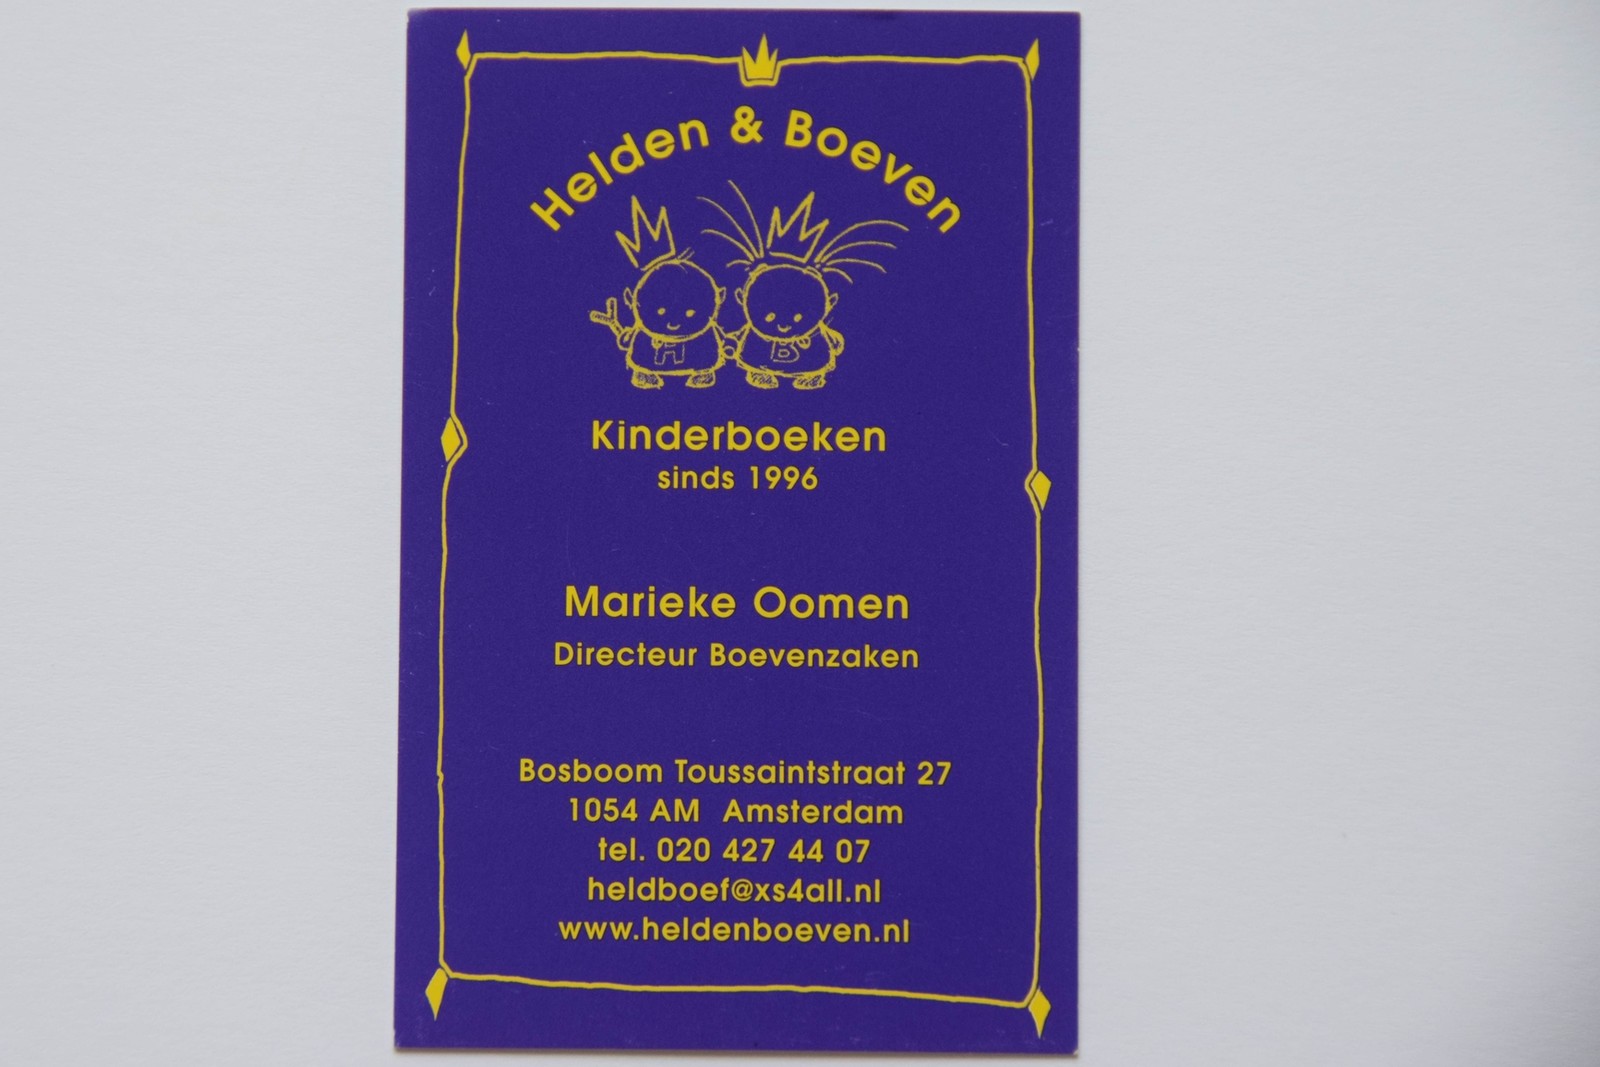 Helden & Boeven
H B
Kinderboeken
sinds 1996
Marieke Oomen
Directeur Boevenzaken
Bosboom Toussaintstraat 27
1054 AM Amsterdam
tel. 020 427 44 07
heldboef@xs4all.nl
www.heldenboeven.nl